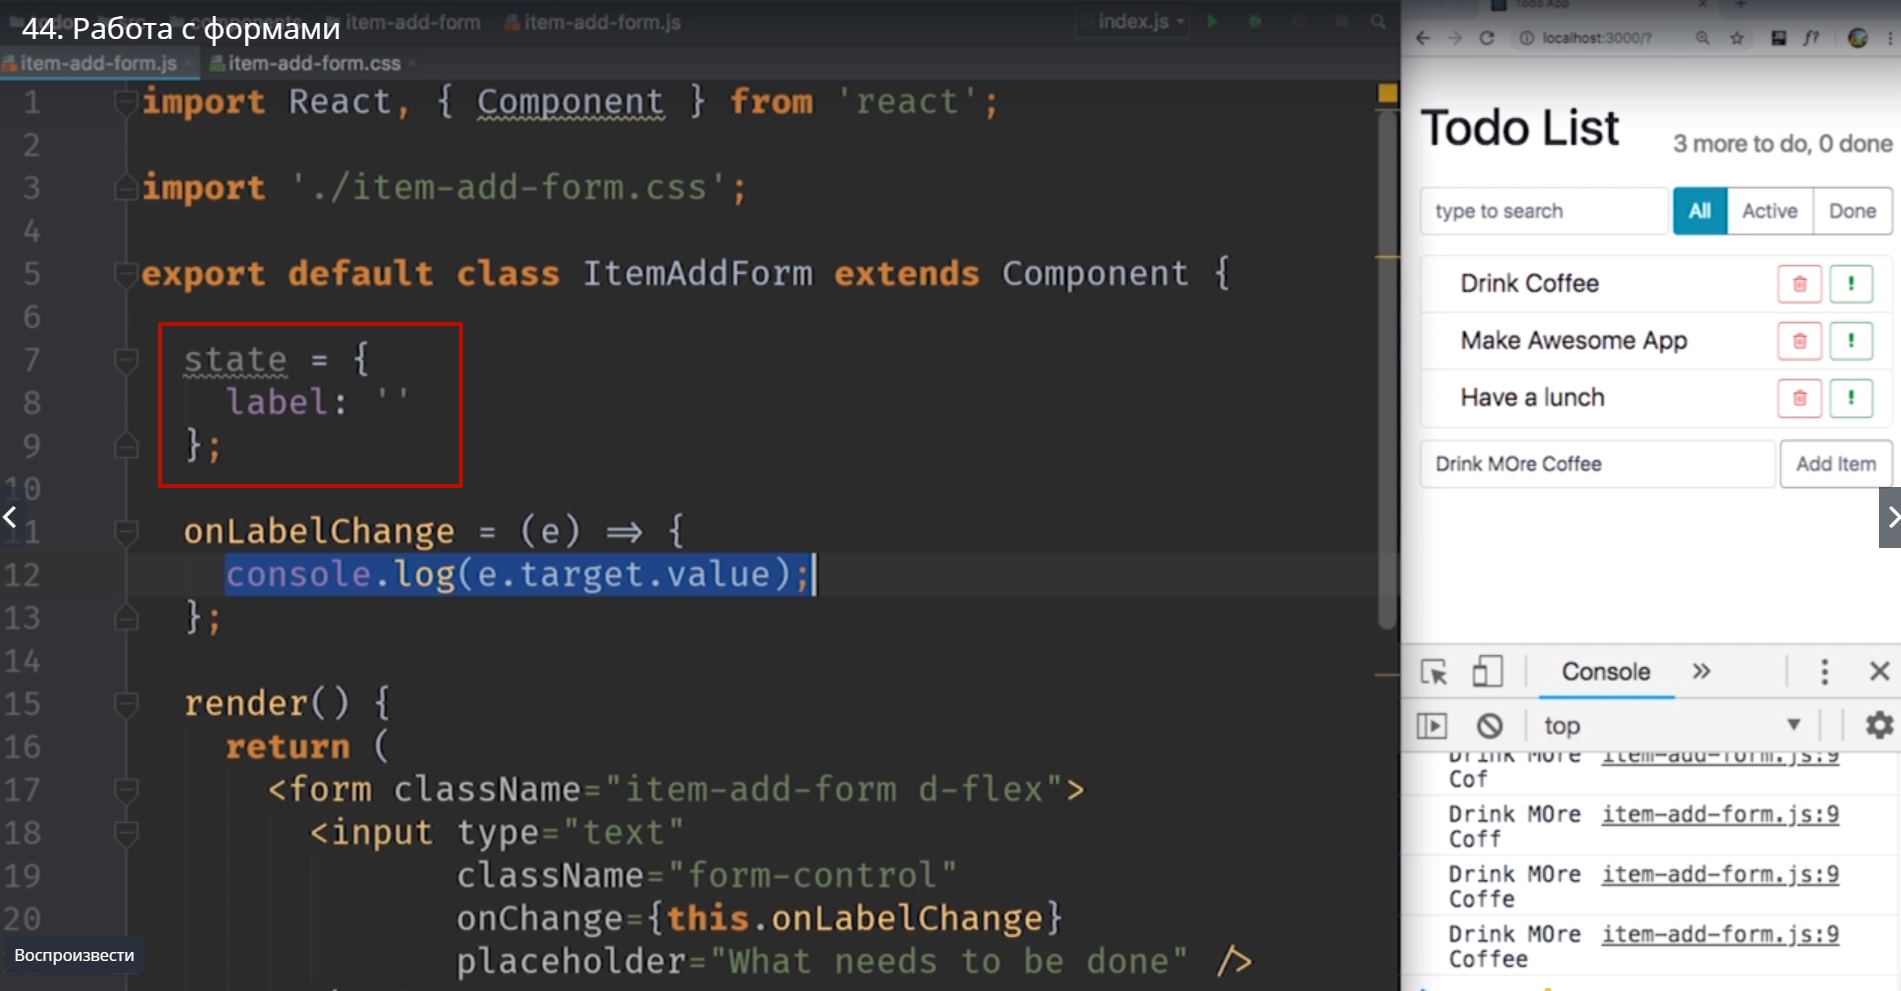 44. Работа с формами
item-add-form
item-add-form.js
index.js
item-add-form.js
item-add-form.css
1 import React, { Component } from 'react';
2
3 import './item-add-form.css';
4
5 export default class ItemAddForm extends Component {
6
7 state = {
8 label: ''
9 };
10
11 onLabelChange = (e) => {
12 console.log(e.target.value);
13 };
14
15 render() {
16 return (
17 <form className="item-add-form d-flex">
18 <input type="text"
19 className="form-control"
20 onChange={this.onLabelChange}
placeholder="What needs to be done" />
Воспроизвести
Todo App
localhost:3000/?
f?
Todo List
3 more to do, 0 done
type to search
All
Active
Done
Drink Coffee
Make Awesome App
Have a lunch
Drink MOre Coffee
Add Item
Console
top
Drink MOre item-add-form.js:9
Cof
Drink MOre item-add-form.js:9
Coff
Drink MOre item-add-form.js:9
Coffe
Drink MOre item-add-form.js:9
Coffee